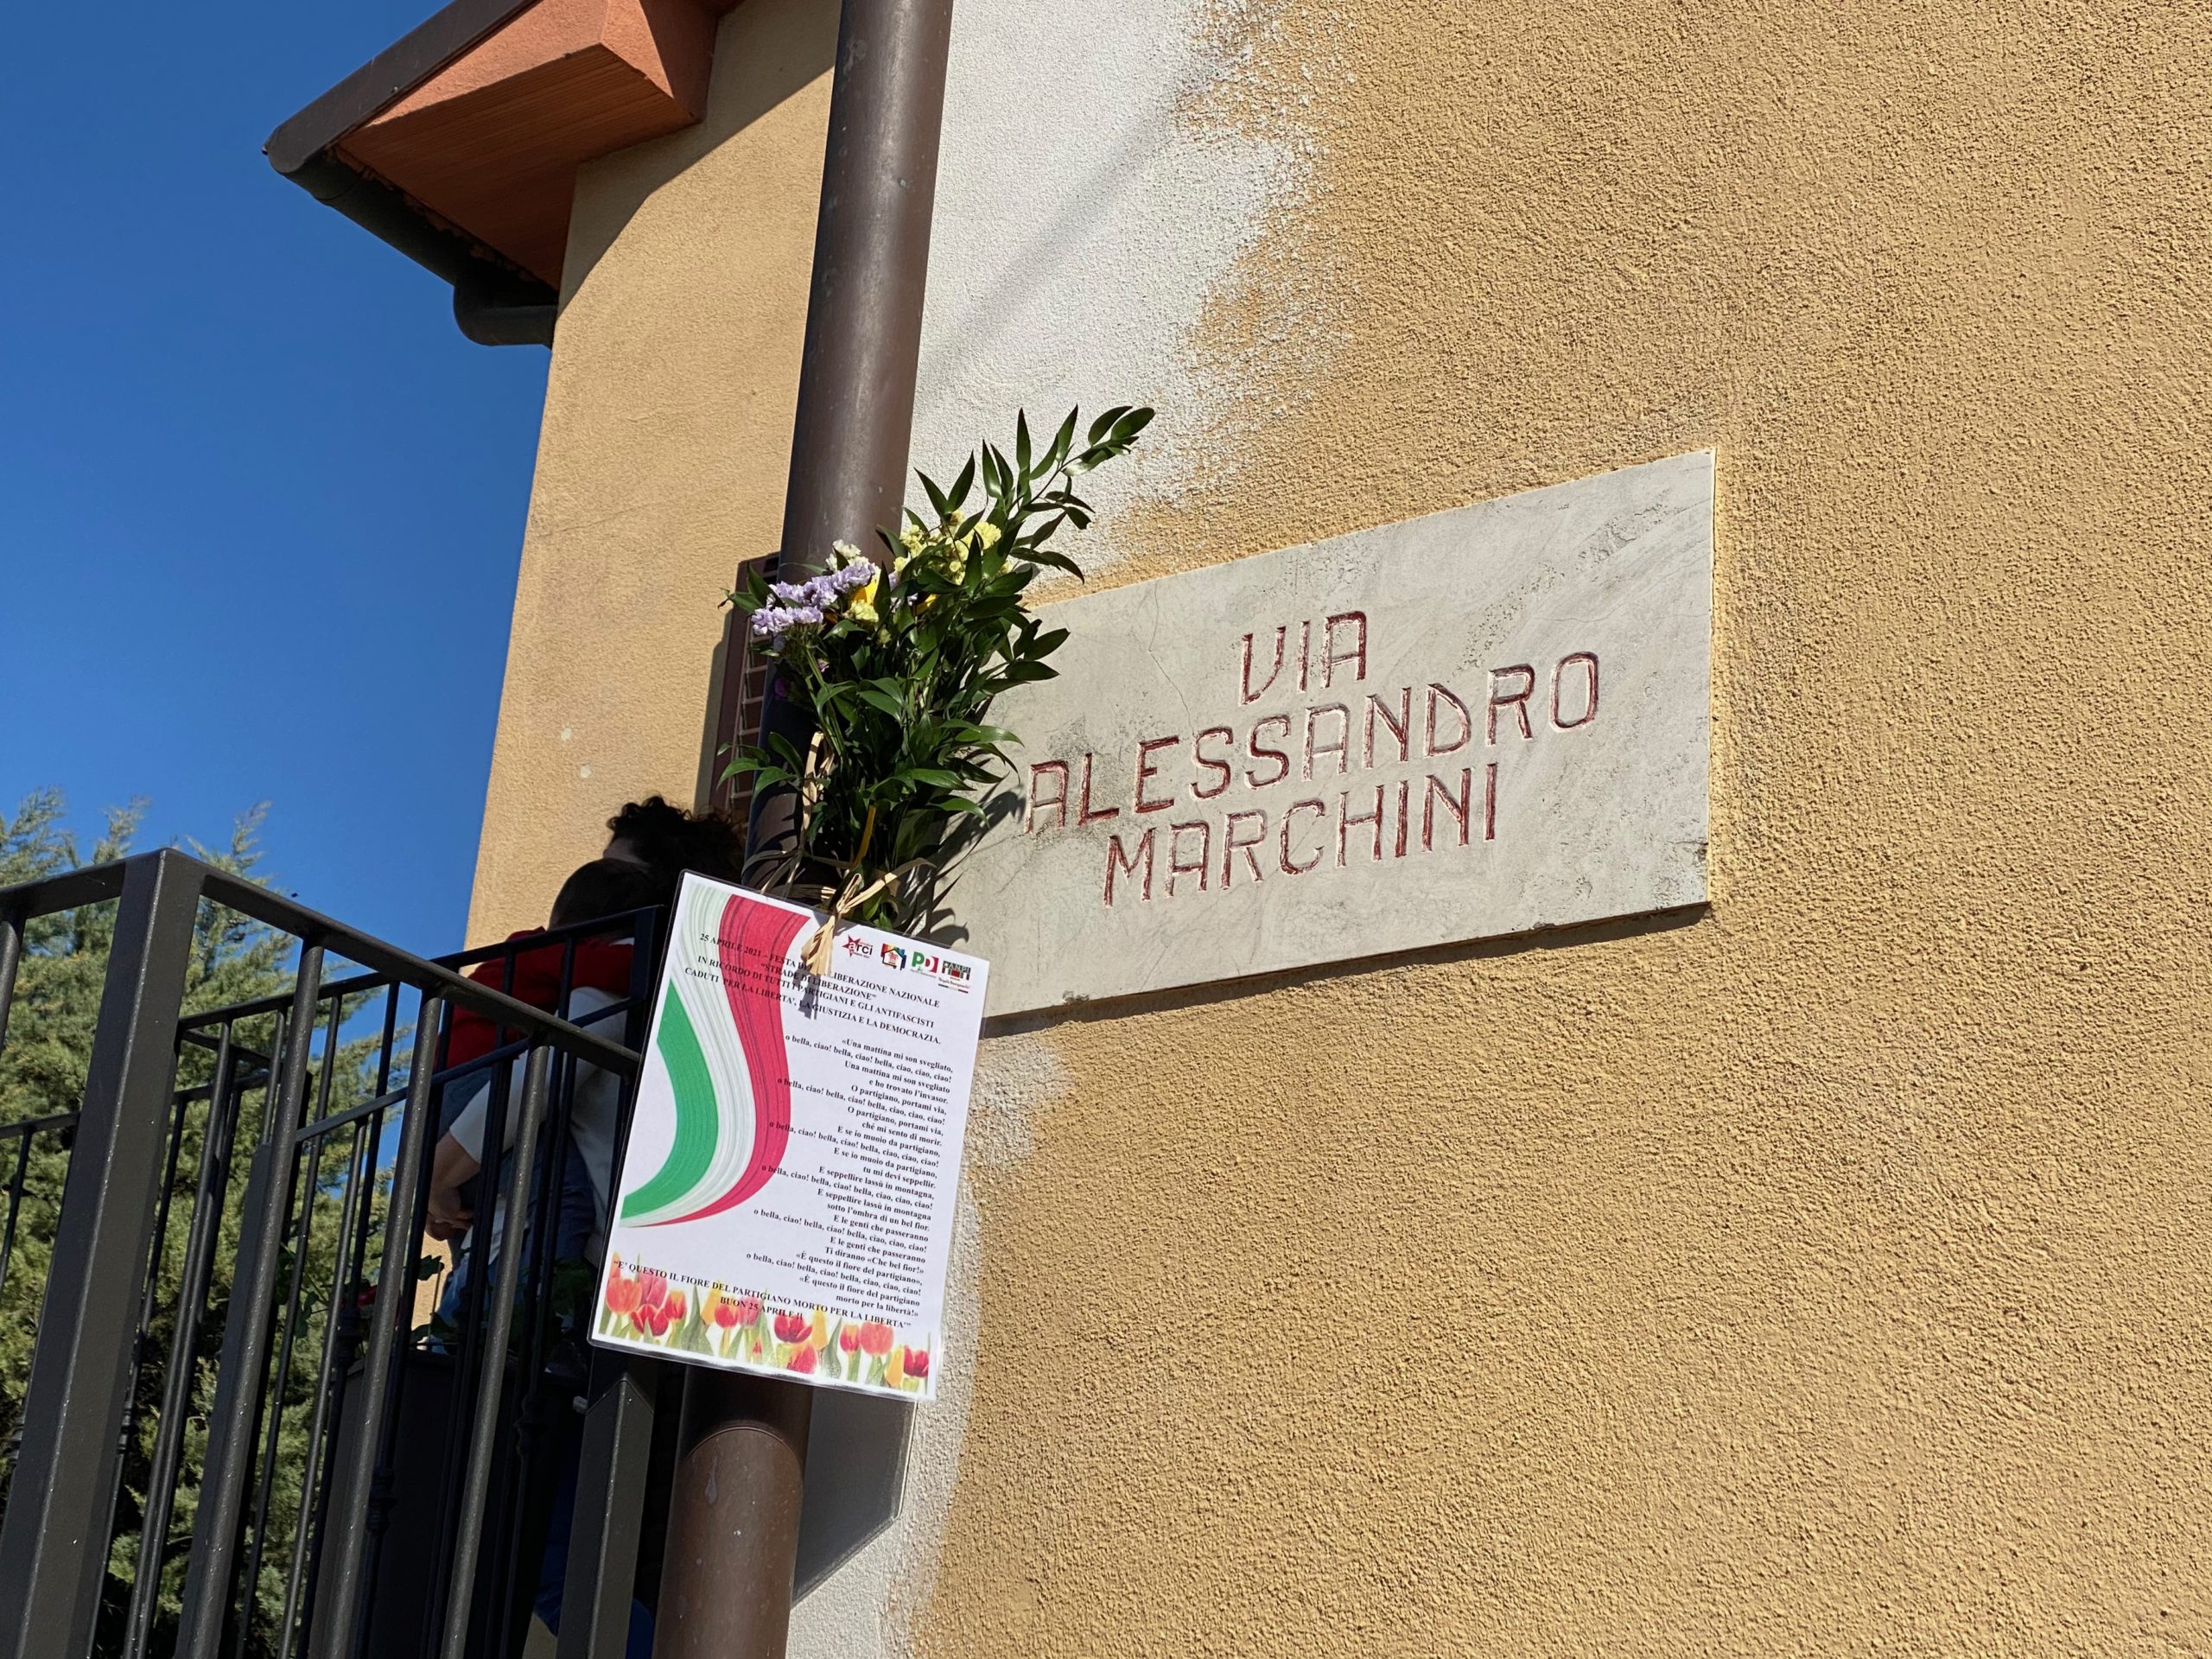 VIA
ALESSANDRO
MARCHINI
arci
PD
ANPI
25 APRILE 2021 - FESTA LIBERAZIONE NAZIONALE
"STRADE DI LIBERAZIONE"
IN RICORDO DI TUTTI I PARTIGIANI E GLI ANTIFASCISTI
CADUTI PER LA LIBERTA', LA GIUSTIZIA E LA DEMOCRAZIA.
«Una mattina mi son svegliato,
o bella, ciao! bella, ciao! bella, ciao, ciao, ciao!
Una mattina mi son svegliato
e ho trovato l'invasor.
O partigiano, portami via,
o bella, ciao! bella, ciao! bella, ciao, ciao, ciao!
O partigiano, portami via,
ché mi sento di morir.
E se io muoio da partigiano,
o bella, ciao! bella, ciao! bella, ciao, ciao, ciao!
E se io muoio da partigiano,
tu mi devi seppellir.
E seppellire lassù in montagna,
o bella, ciao! bella, ciao! bella, ciao, ciao, ciao!
E seppellire lassù in montagna
sotto l'ombra di un bel fior.
E le genti che passeranno
o bella, ciao! bella, ciao! bella, ciao, ciao, ciao!
E le genti che passeranno
Ti diranno «Che bel fior!»
«È questo il fiore del partigiano»,
o bella, ciao! bella, ciao! bella, ciao, ciao, ciao!
«È questo il fiore del partigiano
morto per la libertà!»
"E' QUESTO IL FIORE DEL PARTIGIANO MORTO PER LA LIBERTA'"
BUON 25 APRILE !!